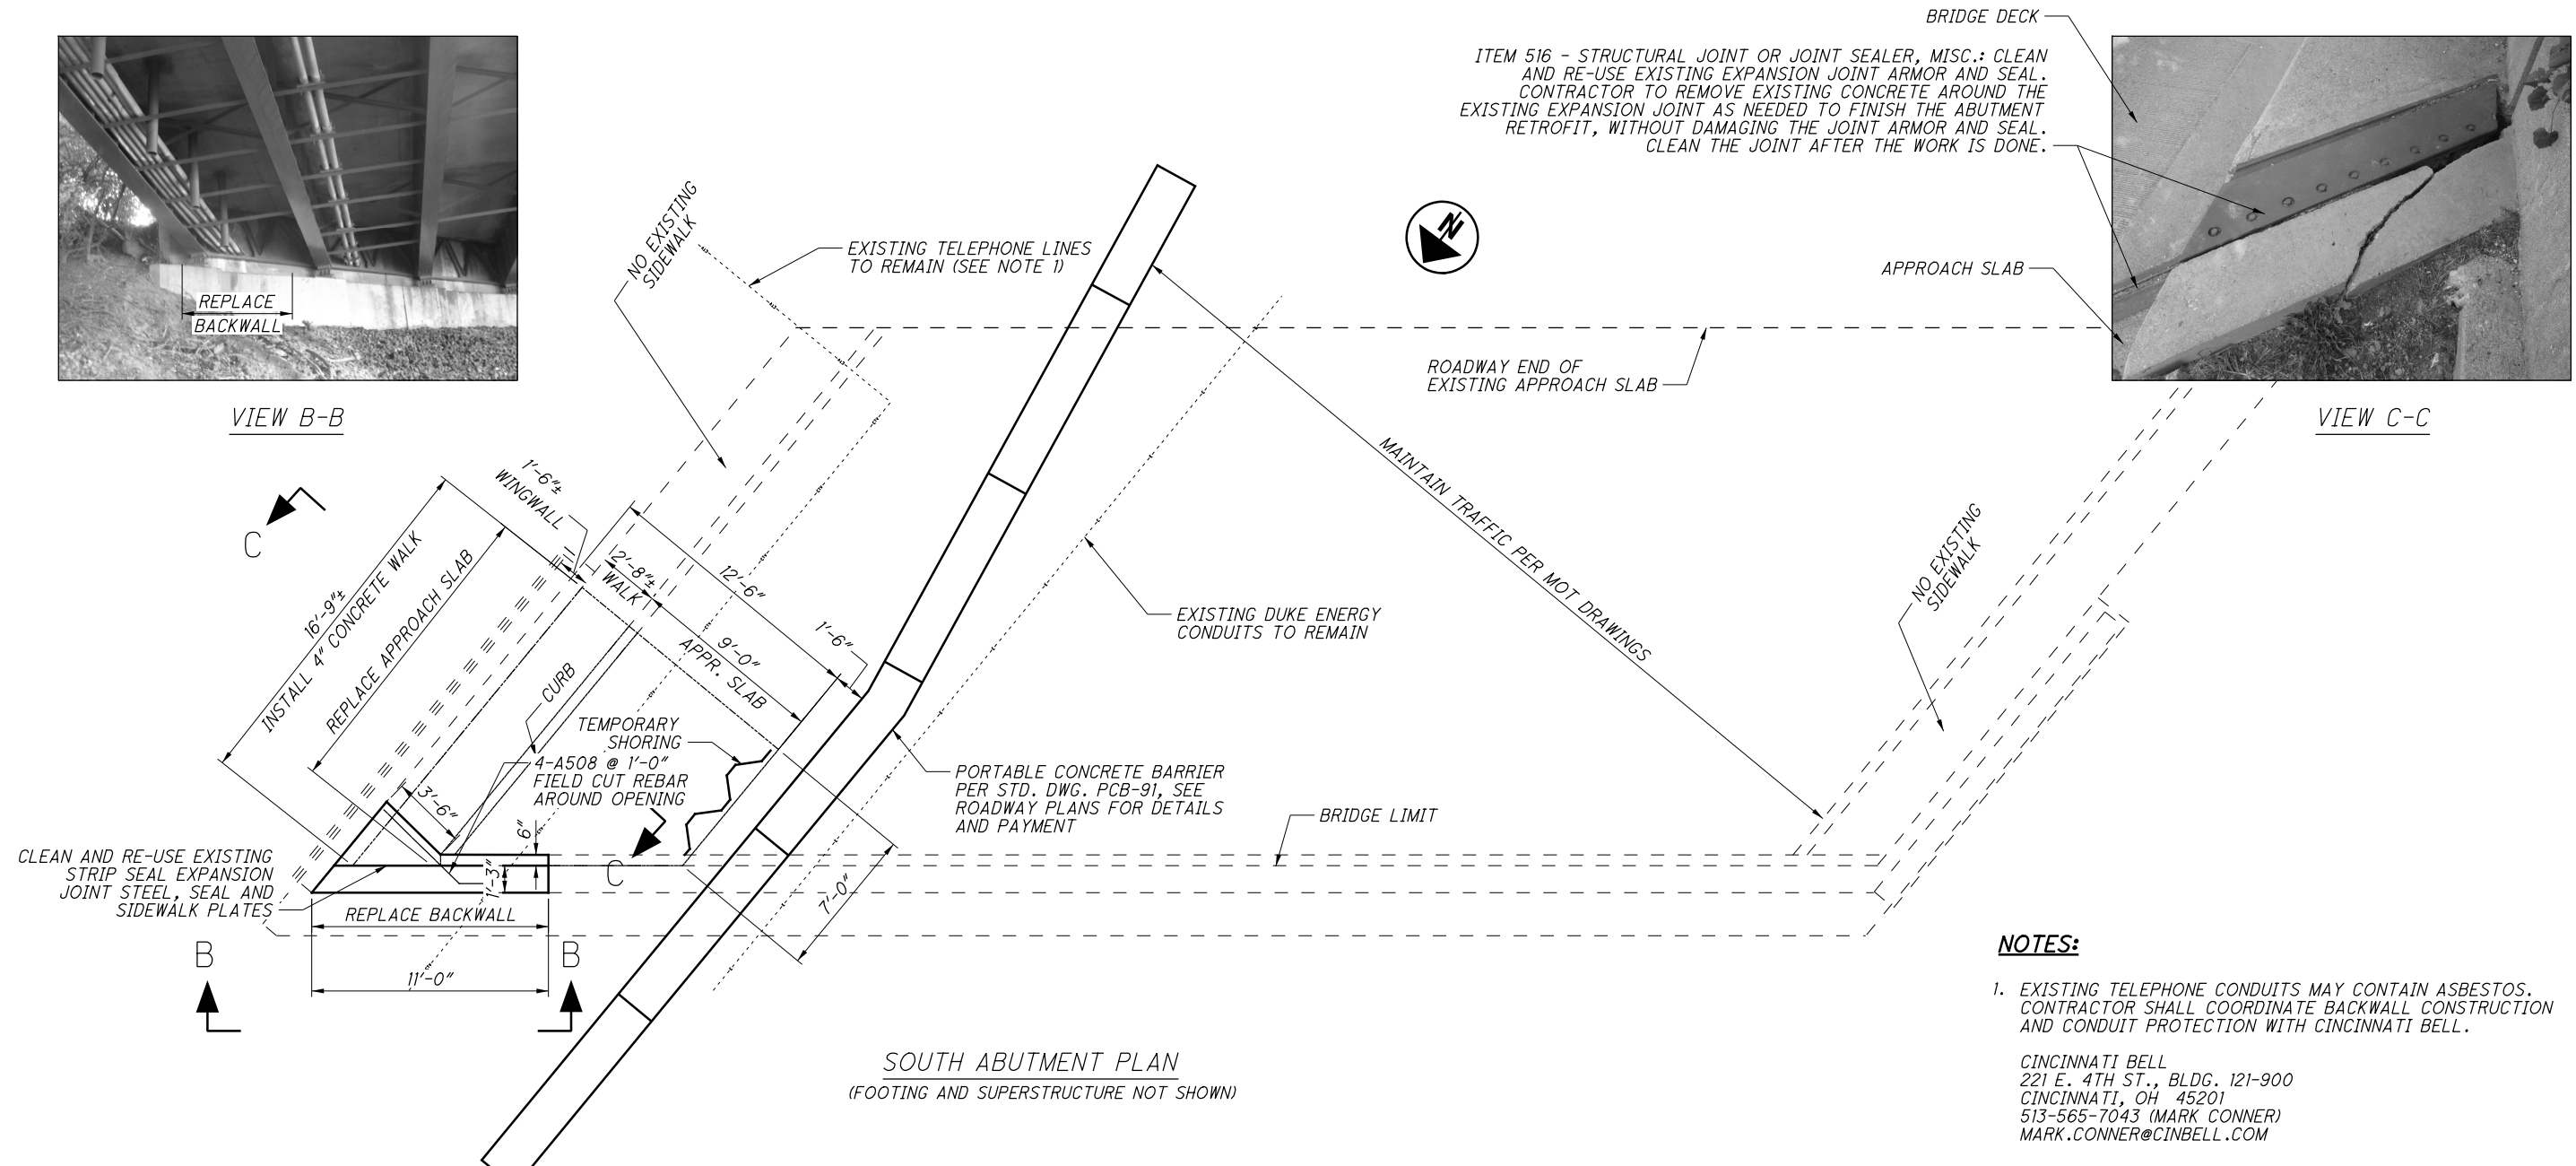 BRIDGE DECK
ITEM 516 - STRUCTURAL JOINT OR JOINT SEALER, MISC.: CLEAN
AND RE-USE EXISTING EXPANSION JOINT ARMOR AND SEAL.
CONTRACTOR TO REMOVE EXISTING CONCRETE AROUND THE
EXISTING EXPANSION JOINT AS NEEDED TO FINISH THE ABUTMENT
RETROFIT, WITHOUT DAMAGING THE JOINT ARMOR AND SEAL.
CLEAN THE JOINT AFTER THE WORK IS DONE.
APPROACH SLAB
VIEW C-C
REPLACE
BACKWALL
VIEW B-B
NO EXISTING
SIDEWALK
EXISTING TELEPHONE LINES
TO REMAIN (SEE NOTE 1)
N
ROADWAY END OF
EXISTING APPROACH SLAB
MAINTAIN TRAFFIC PER MOT DRAWINGS
NO EXISTING
SIDEWALK
C
1'-6"±
WINGWALL
16'-9"±
INSTALL 4" CONCRETE WALK
REPLACE APPROACH SLAB
2'-8"±
WALK
12'-6"
9'-0"
APPR. SLAB
1'-6"
EXISTING DUKE ENERGY
CONDUITS TO REMAIN
CURB
TEMPORARY
SHORING
4-A508 @ 1'-0"
FIELD CUT REBAR
AROUND OPENING
3'-6"
6"
1'-3"
C
PORTABLE CONCRETE BARRIER
PER STD. DWG. PCB-91, SEE
ROADWAY PLANS FOR DETAILS
AND PAYMENT
BRIDGE LIMIT
7'-0"
CLEAN AND RE-USE EXISTING
STRIP SEAL EXPANSION
JOINT STEEL, SEAL AND
SIDEWALK PLATES
REPLACE BACKWALL
11'-0"
B
B
SOUTH ABUTMENT PLAN
(FOOTING AND SUPERSTRUCTURE NOT SHOWN)
NOTES:
1. EXISTING TELEPHONE CONDUITS MAY CONTAIN ASBESTOS.
CONTRACTOR SHALL COORDINATE BACKWALL CONSTRUCTION
AND CONDUIT PROTECTION WITH CINCINNATI BELL.
CINCINNATI BELL
221 E. 4TH ST., BLDG. 121-900
CINCINNATI, OH 45201
513-565-7043 (MARK CONNER)
MARK.CONNER@CINBELL.COM